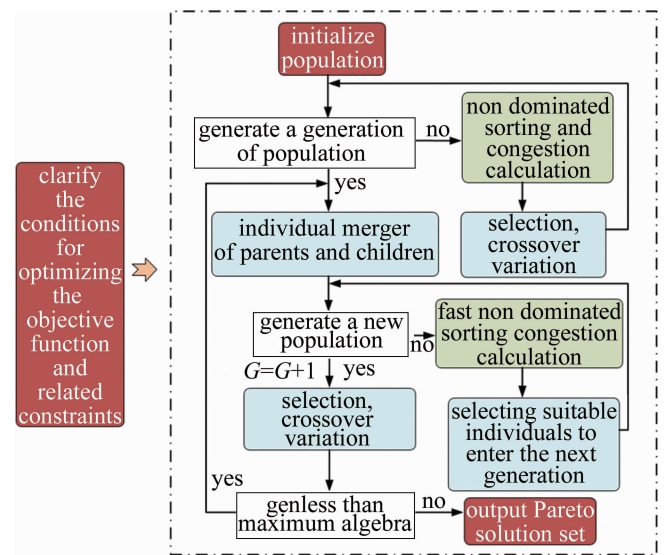 clarify
the
conditions
for
optimizing
the
objective
function
and
related
constraints
initialize
population
generate a generation
of population
no
non dominated
sorting and
congestion
calculation
yes
selection,
crossover
variation
individual merger
of parents and children
generate a new
population
no
fast non dominated
sorting congestion
calculation
G=G+1
yes
selection,
crossover
variation
selecting suitable
individuals to
enter the next
generation
yes
genless than
maximum algebra
no
output Pareto
solution set